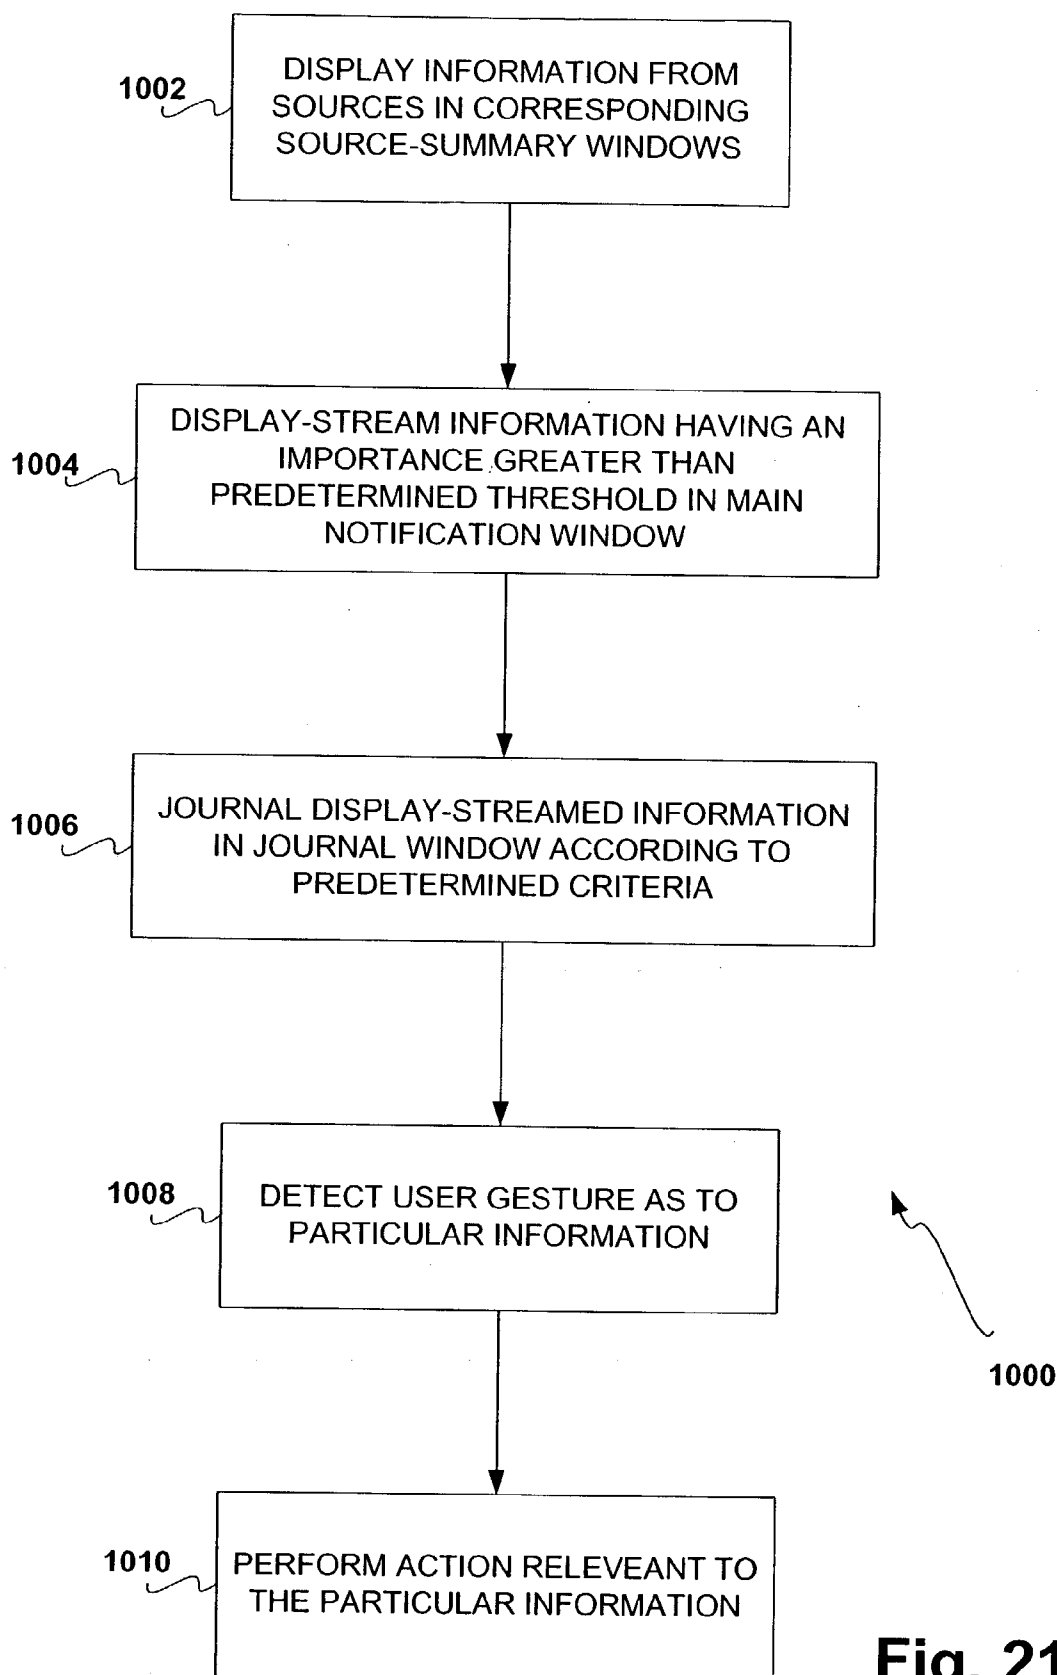 1002
DISPLAY INFORMATION FROM
SOURCES IN CORRESPONDING
SOURCE-SUMMARY WINDOWS
1004
DISPLAY-STREAM INFORMATION HAVING AN
IMPORTANCE GREATER THAN
PREDETERMINED THRESHOLD IN MAIN
NOTIFICATION WINDOW
1006
JOURNAL DISPLAY-STREAMED INFORMATION
IN JOURNAL WINDOW ACCORDING TO
PREDETERMINED CRITERIA
1008
DETECT USER GESTURE AS TO
PARTICULAR INFORMATION
1000
1010
PERFORM ACTION RELEVEANT TO
THE PARTICULAR INFORMATION
Fig. 21